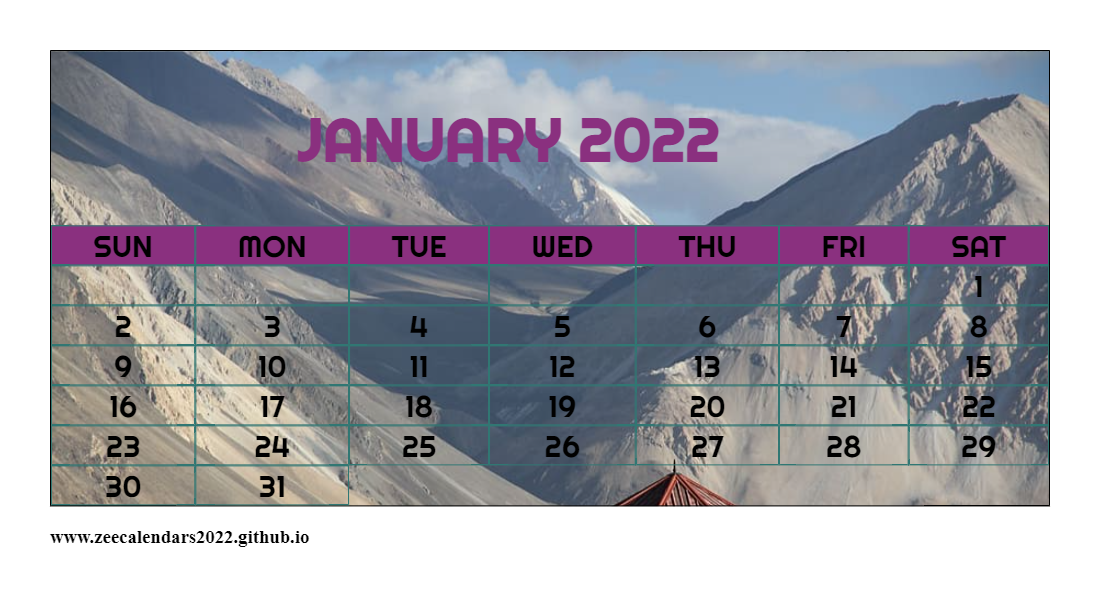 JANUARY 2022
SUN MON TUE WED THU FRI SAT
1
2 3 4 5 6 7 8
9 10 11 12 13 14 15
16 17 18 19 20 21 22
23 24 25 26 27 28 29
30 31
www.zeecalendars2022.github.io